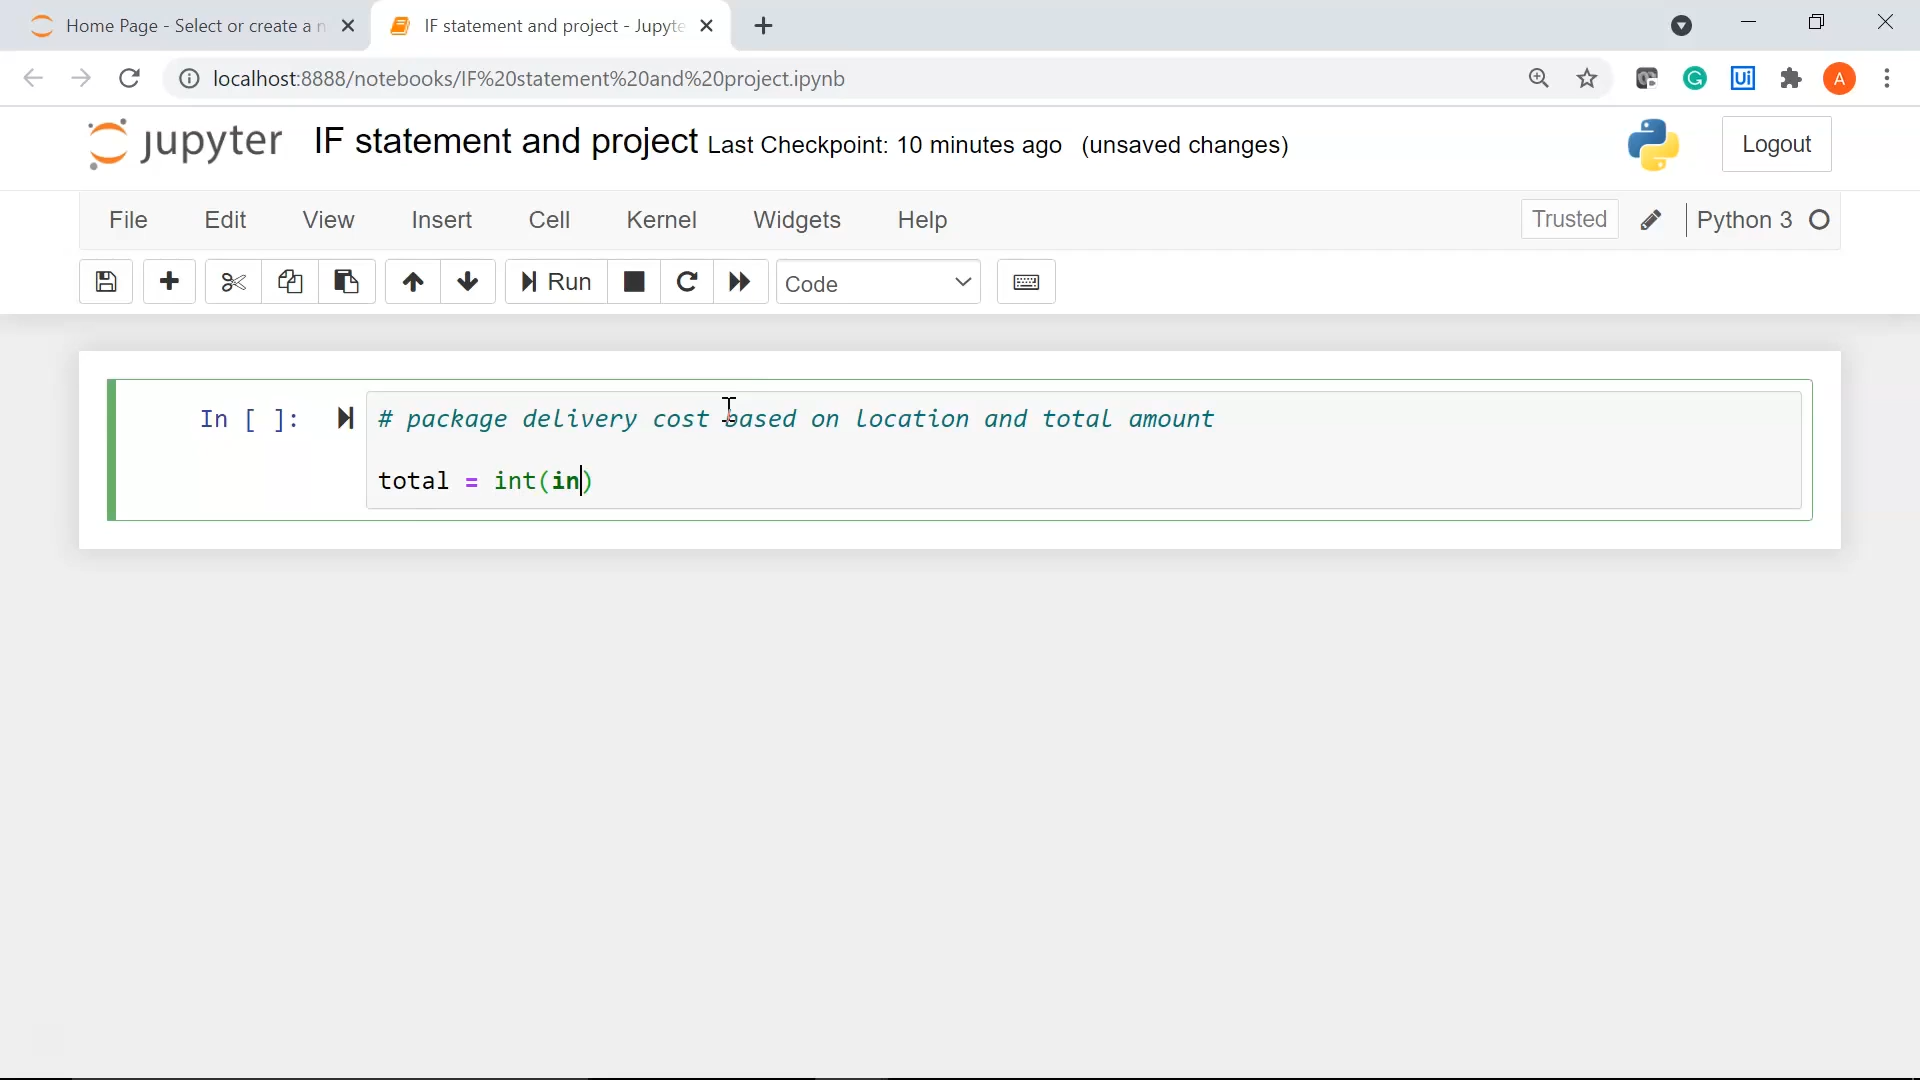 Home Page - Select or create a n
IF statement and project - Jupyte
localhost:8888/notebooks/IF%20statement%20and%20project.ipynb
Ui
A
jupyter IF statement and project Last Checkpoint: 10 minutes ago (unsaved changes)
Logout
File Edit View Insert Cell Kernel Widgets Help
Trusted Python 3
Run Code
In [ ]: # package delivery cost based on location and total amount
total = int(in)